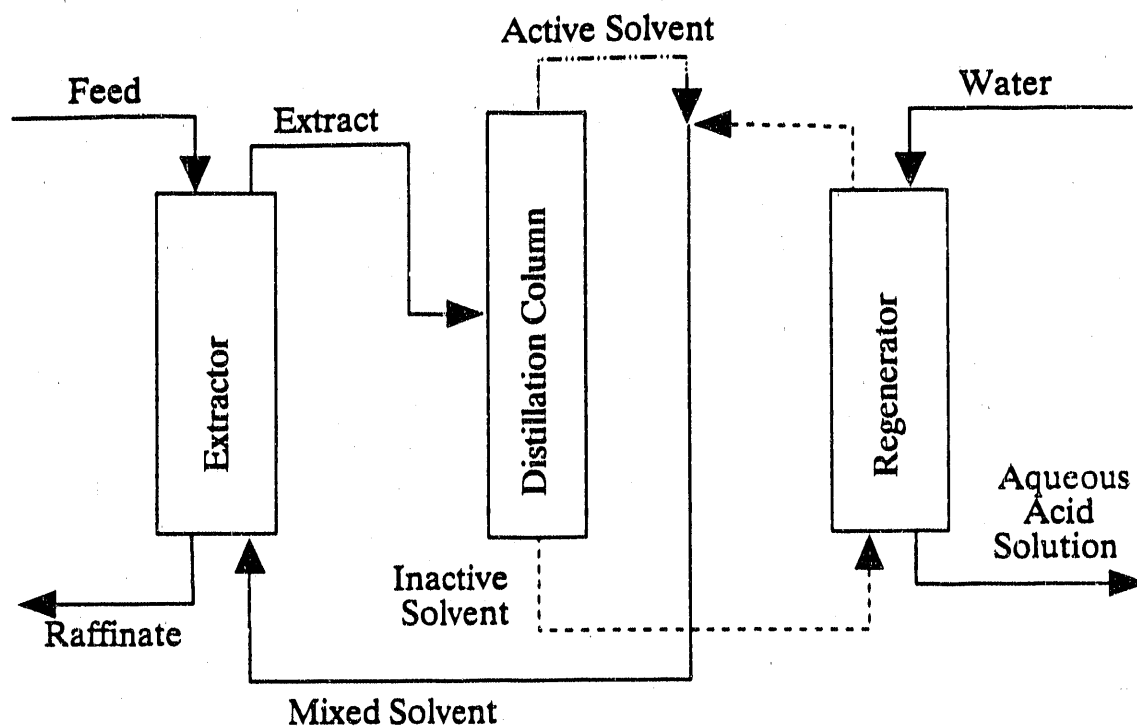 Active Solvent
Feed
Water
Extract
Extractor
Distillation Column
Regenerator
Aqueous
Acid
Solution
Inactive
Solvent
Raffinate
Mixed Solvent